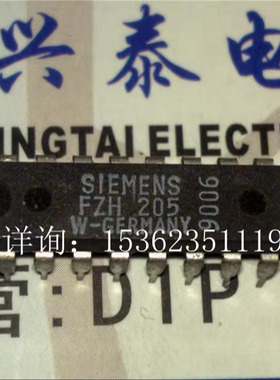 兴泰电
INGTAI ELECT
SIEMENS
FZH 205
W-GERMANY
9006
详询：15362351119
营:DIP